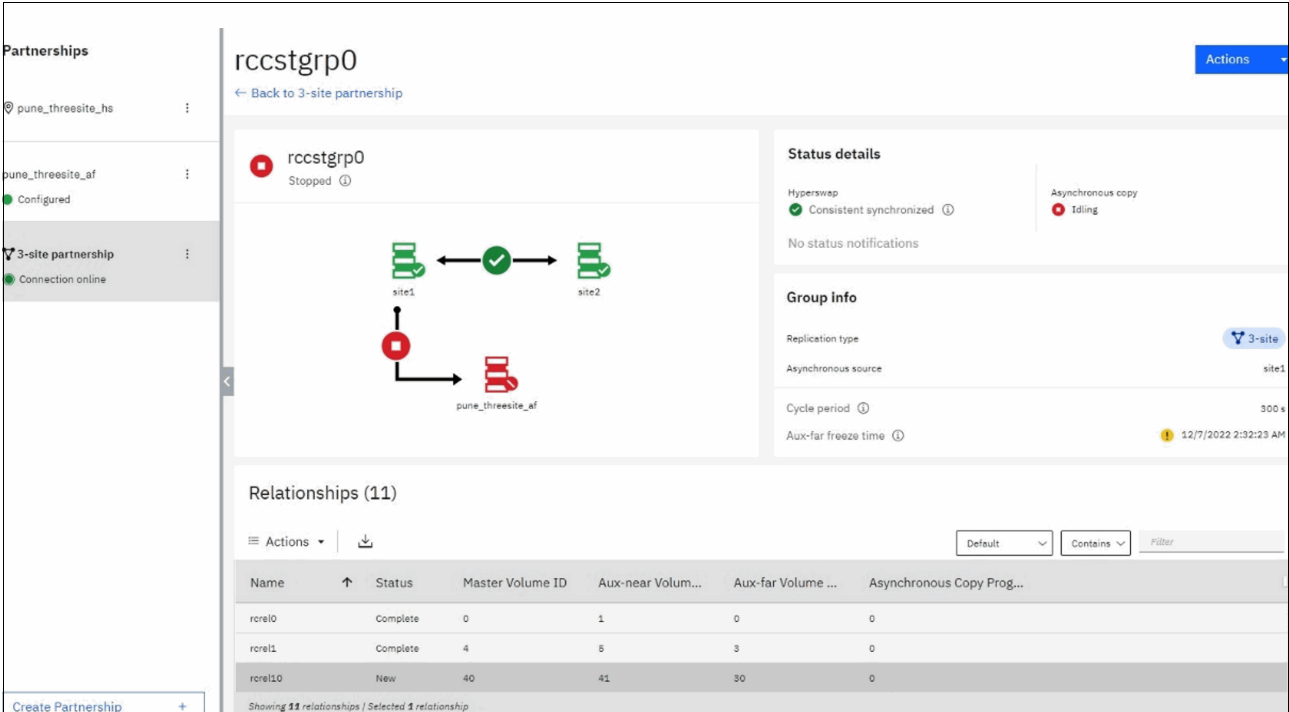 Partnerships
pune_threesite_hs
pune_threesite_af
Configured
3-site partnership
Connection online
Create Partnership +
rccstgrp0
← Back to 3-site partnership
Actions
rccstgrp0
Stopped
site1
site2
pune_threesite_af
Status details
Hyperswap
Consistent synchronized
Asynchronous copy
Idling
No status notifications
Group info
Replication type 3-site
Asynchronous source site1
Cycle period 300 s
Aux-far freeze time 12/7/2022 2:32:23 AM
Relationships (11)
Actions
Default Contains Filter
Name ↑ Status Master Volume ID Aux-near Volum... Aux-far Volume ... Asynchronous Copy Prog...
rcrel0 Complete 0 1 0 0
rcrel1 Complete 4 5 3 0
rcrel10 New 40 41 30 0
Showing 11 relationships / Selected 1 relationship